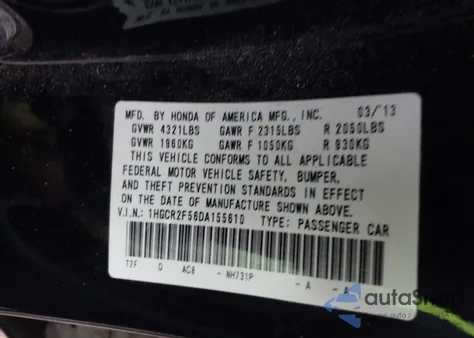 MFD. BY HONDA OF AMERICA MFG., INC. 03/13
GVWR 4321LBS GAWR F 2315LBS R 2050LBS
GVWR 1960KG GAWR F 1050KG R 930KG
THIS VEHICLE CONFORMS TO ALL APPLICABLE
FEDERAL MOTOR VEHICLE SAFETY, BUMPER,
AND THEFT PREVENTION STANDARDS IN EFFECT
ON THE DATE OF MANUFACTURE SHOWN ABOVE.
V.I.N.: 1HGCR2F56DA155610 TYPE: PASSENGER CAR
T2F. D AC8 - NH731P - A - A